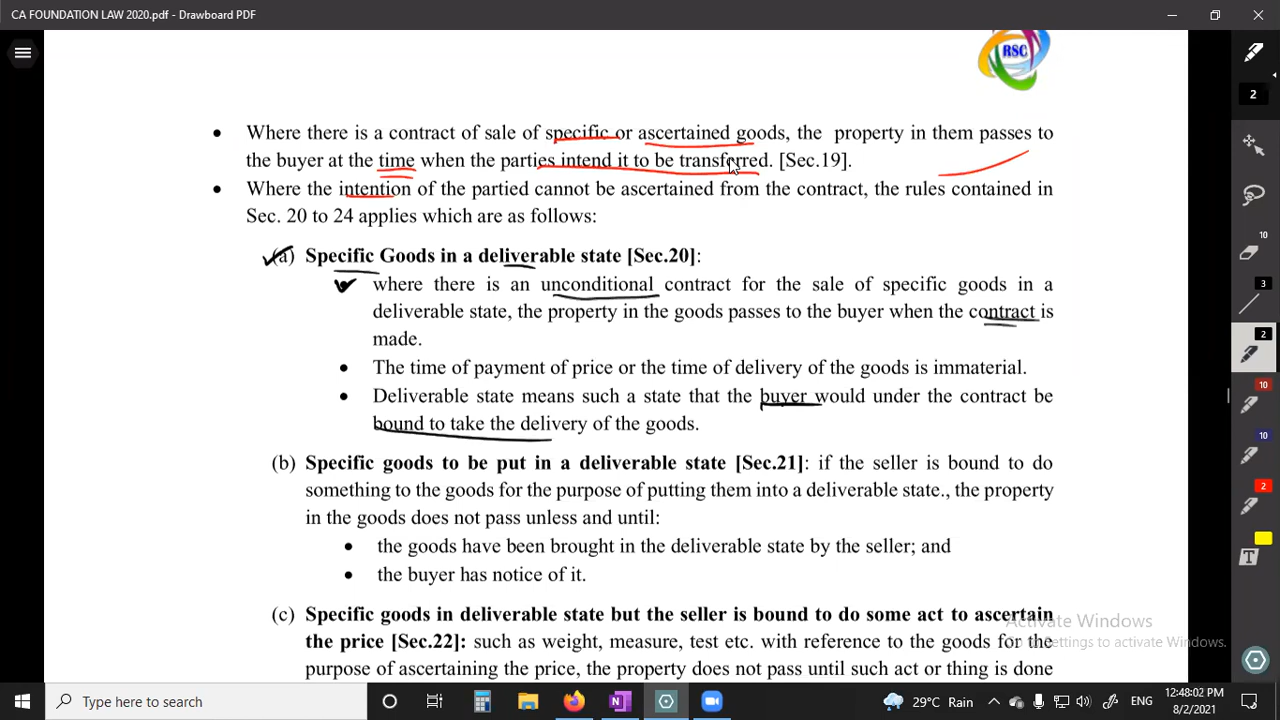 CA FOUNDATION LAW 2020.pdf - Drawboard PDF
RSC
2
• Where there is a contract of sale of specific or ascertained goods, the property in them passes to
the buyer at the time when the parties intend it to be transferred. [Sec.19].
• Where the intention of the partied cannot be ascertained from the contract, the rules contained in
Sec. 20 to 24 applies which are as follows:
(a) Specific Goods in a deliverable state [Sec.20]:
where there is an unconditional contract for the sale of specific goods in a
deliverable state, the property in the goods passes to the buyer when the contract is
made.
• The time of payment of price or the time of delivery of the goods is immaterial.
• Deliverable state means such a state that the buyer would under the contract be
bound to take the delivery of the goods.
(b) Specific goods to be put in a deliverable state [Sec.21]: if the seller is bound to do
something to the goods for the purpose of putting them into a deliverable state., the property
in the goods does not pass unless and until:
• the goods have been brought in the deliverable state by the seller; and
• the buyer has notice of it.
(c) Specific goods in deliverable state but the seller is bound to do some act to ascertain
the price [Sec.22]: such as weight, measure, test etc. with reference to the goods for the
purpose of ascertaining the price, the property does not pass until such act or thing is done
10
3
2
10
10
2
T
Activate Windows
Go to Settings to activate Windows.
Type here to search
29°C Rain
ENG
12:48:02 PM
8/2/2021